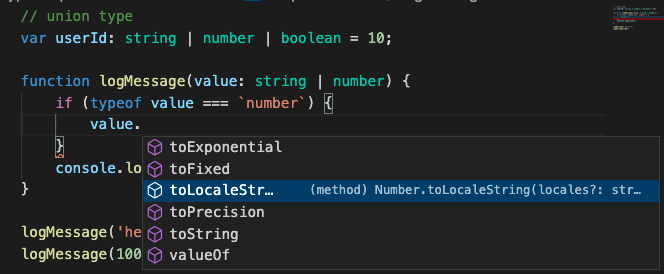 // union type
var userId: string | number | boolean = 10;
function logMessage(value: string | number) {
if (typeof value === `number`) {
value.
}
toExponential
toFixed
console.lo
toLocaleStr… (method) Number.toLocaleString(locales?: str…
}
toPrecision
toString
logMessage('he
valueOf
logMessage(100